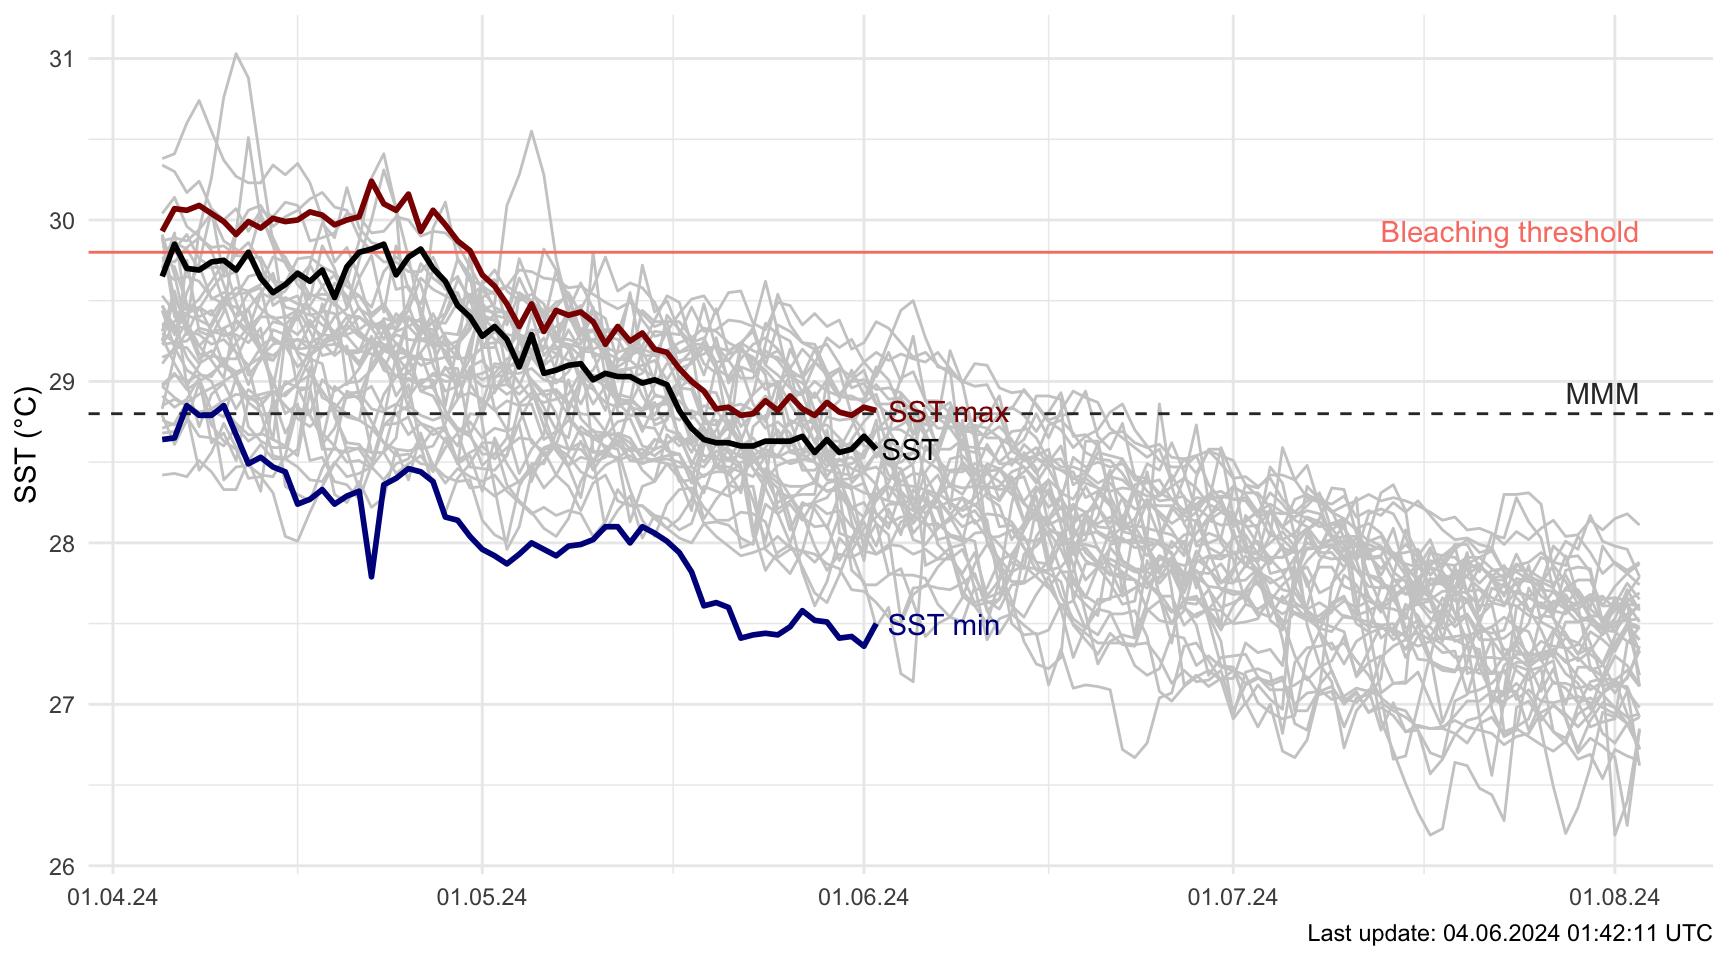 31
30
29
28
27
26
SST (°C)
Bleaching threshold
MMM
SST max
SST
SST min
01.04.24
01.05.24
01.06.24
01.07.24
01.08.24
Last update: 04.06.2024 01:42:11 UTC